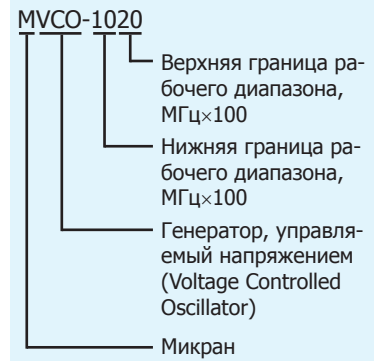 MVCO-1020
Верхняя граница ра-
бочего диапазона,
МГц×100
Нижняя граница ра-
бочего диапазона,
МГц×100
Генератор, управля-
емый напряжением
(Voltage Controlled
Oscillator)
Микран